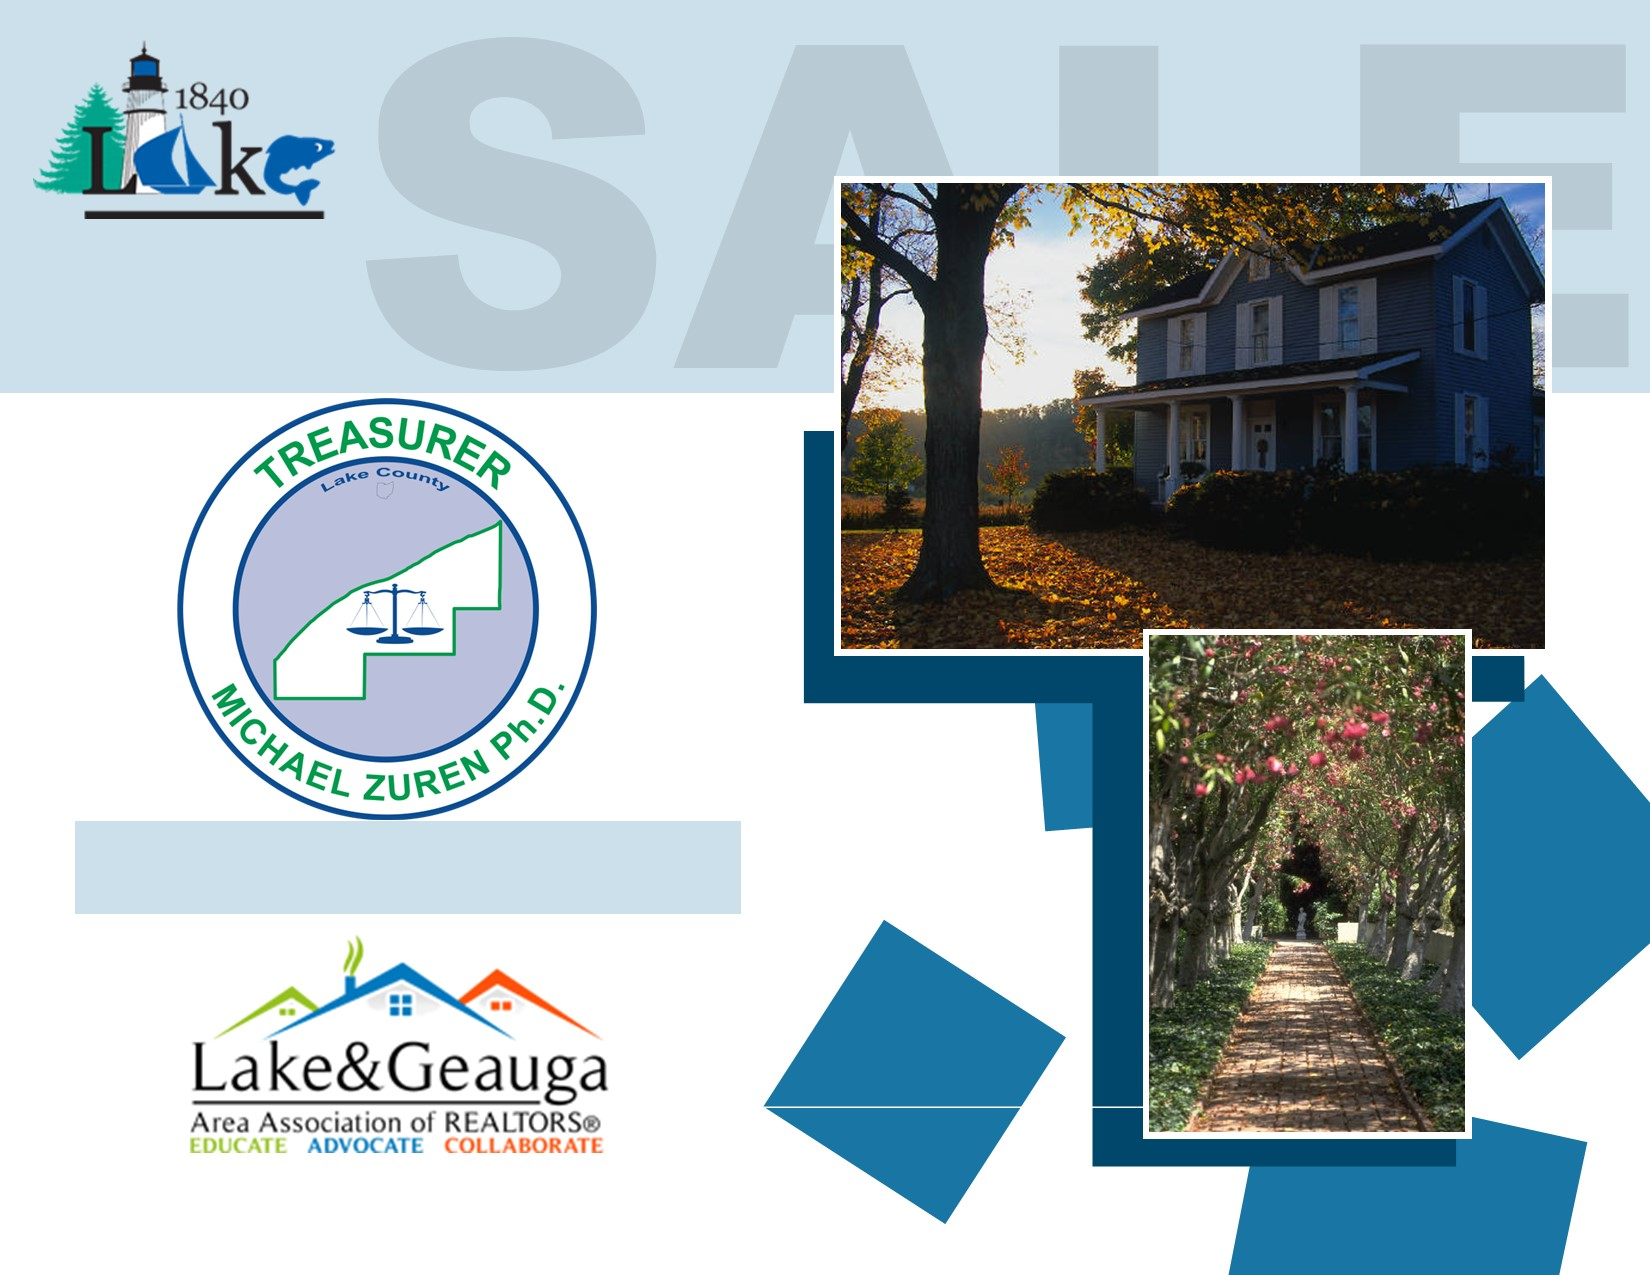 SALE
1840
Lake
TREASURER
Lake County
MICHAEL ZUREN Ph.D.
Lake&Geauga
Area Association of REALTORS®
EDUCATE ADVOCATE COLLABORATE